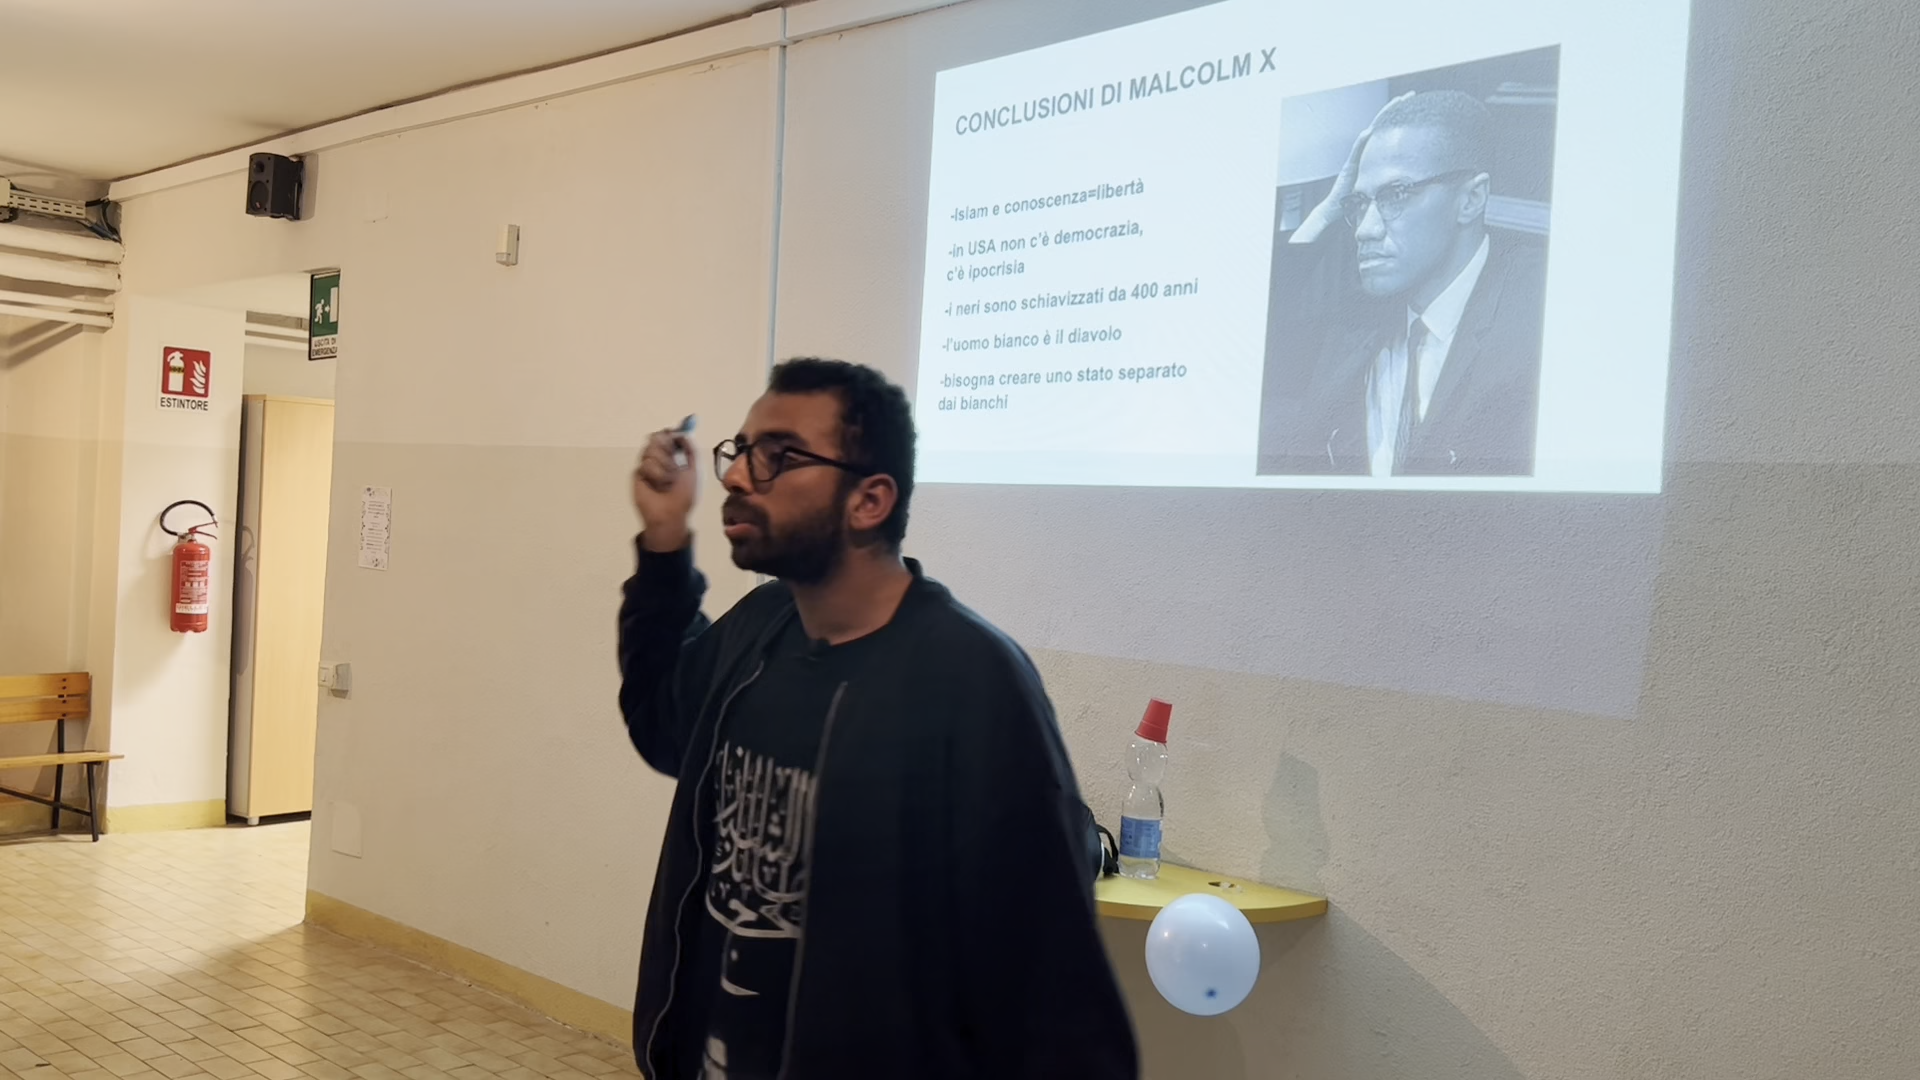 CONCLUSIONI DI MALCOLM X
-Islam e conoscenza=libertà
-in USA non c'è democrazia,
c'è ipocrisia
-i neri sono schiavizzati da 400 anni
-l'uomo bianco è il diavolo
-bisogna creare uno stato separato
dai bianchi
USCITA DI
EMERGENZA
ESTINTORE